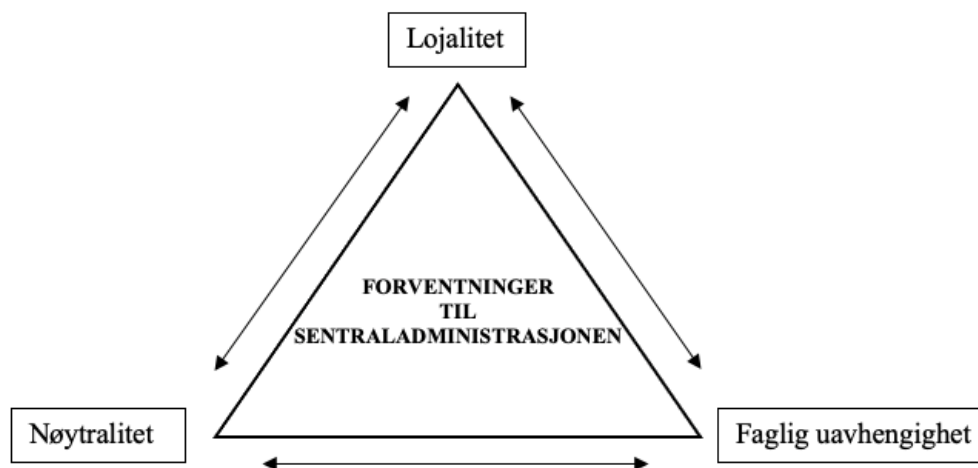 Lojalitet
FORVENTNINGER
TIL
SENTRALADMINISTRASJONEN
Nøytralitet
Faglig uavhengighet